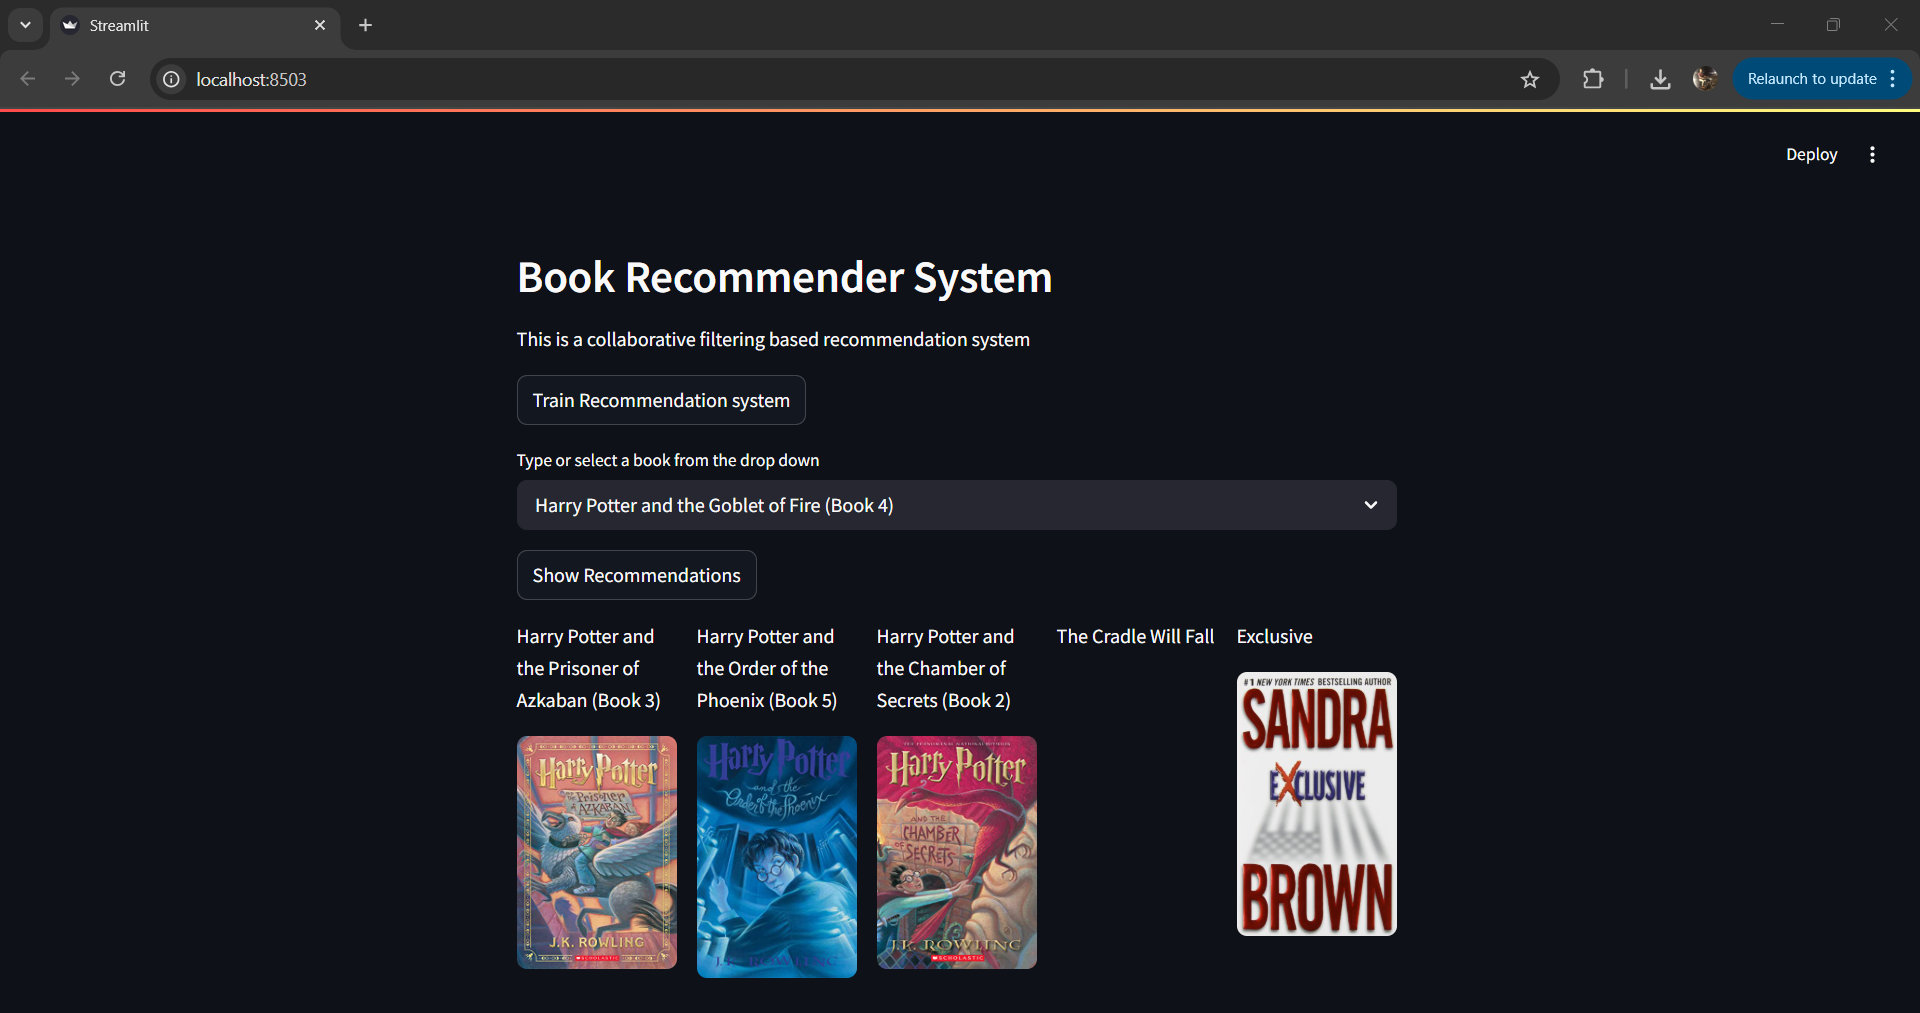 Streamlit
localhost:8503
Relaunch to update
Deploy
Book Recommender System
This is a collaborative filtering based recommendation system
Train Recommendation system
Type or select a book from the drop down
Harry Potter and the Goblet of Fire (Book 4)
Show Recommendations
Harry Potter and
the Prisoner of
Azkaban (Book 3)
Harry Potter
the Prisoner
of AZKABAN
J.K. ROWLING
SCHOLASTIC
Harry Potter and
the Order of the
Phoenix (Book 5)
Harry Potter
and the
Order of the Phoenix
J.K. ROWLING
Harry Potter and
the Chamber of
Secrets (Book 2)
Harry Potter
AND THE
CHAMBER
OF SECRETS
J.K. ROWLING
SCHOLASTIC
The Cradle Will Fall
Exclusive
#1 NEW YORK TIMES BESTSELLING AUTHOR
SANDRA
EXCLUSIVE
BROWN